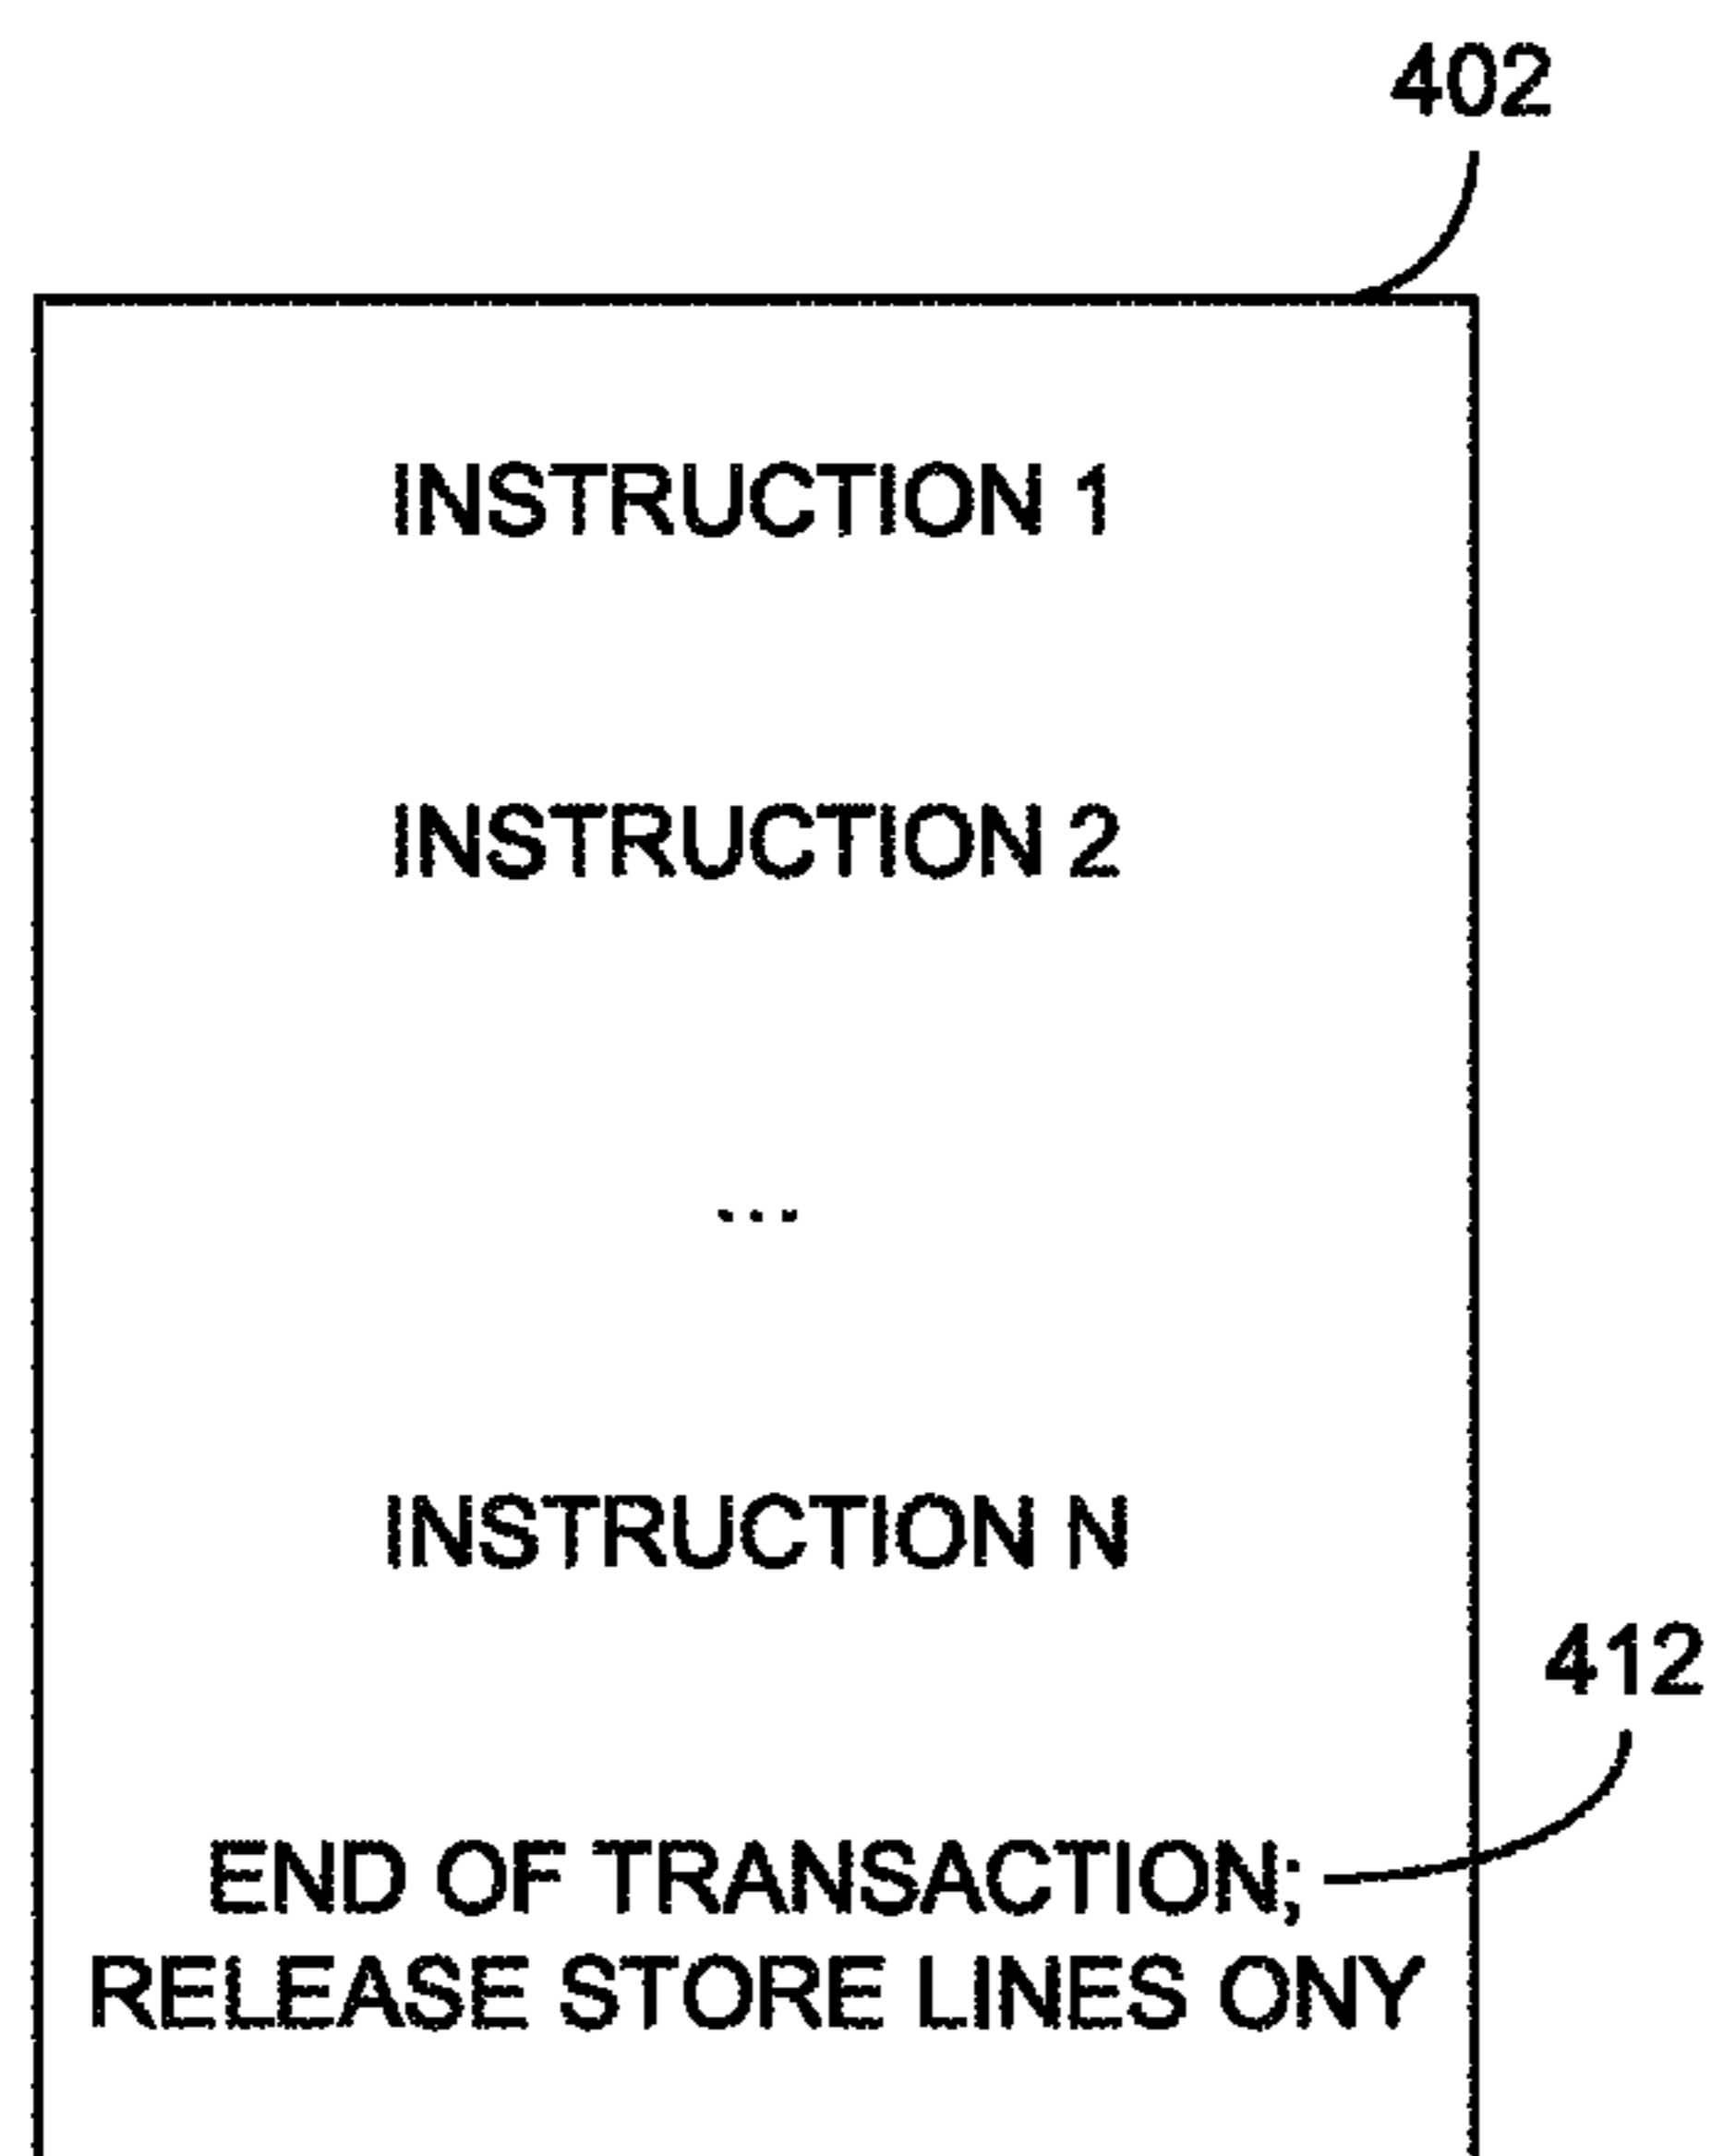 402
INSTRUCTION 1
INSTRUCTION 2
...
INSTRUCTION N
412
END OF TRANSACTION;
RELEASE STORE LINES ONY